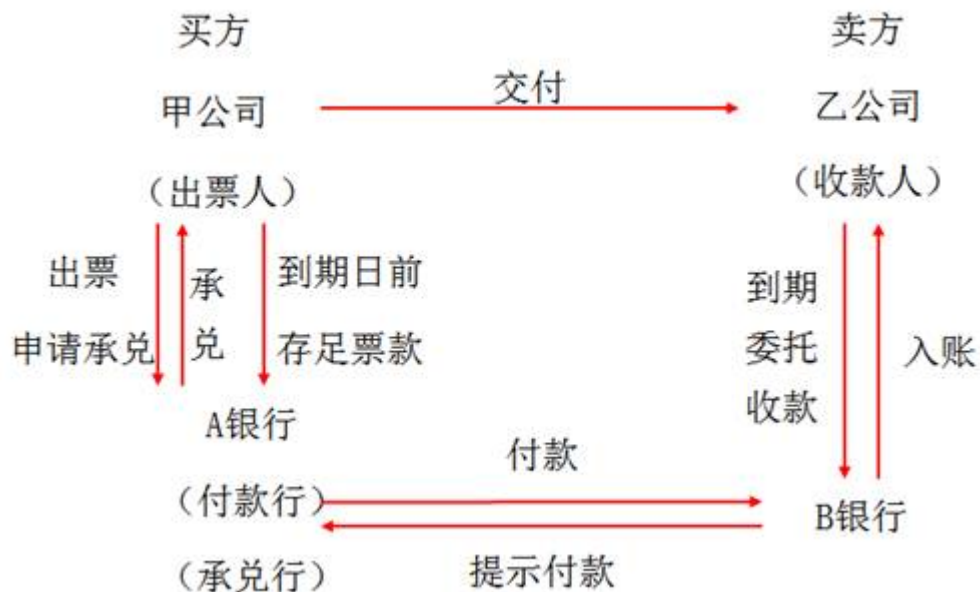 买方
卖方
交付
甲公司
乙公司
（出票人）
（收款人）
出票
申请承兑
承兑
到期日前
存足票款
到期
委托
收款
入账
A银行
付款
（付款行）
B银行
（承兑行）
提示付款